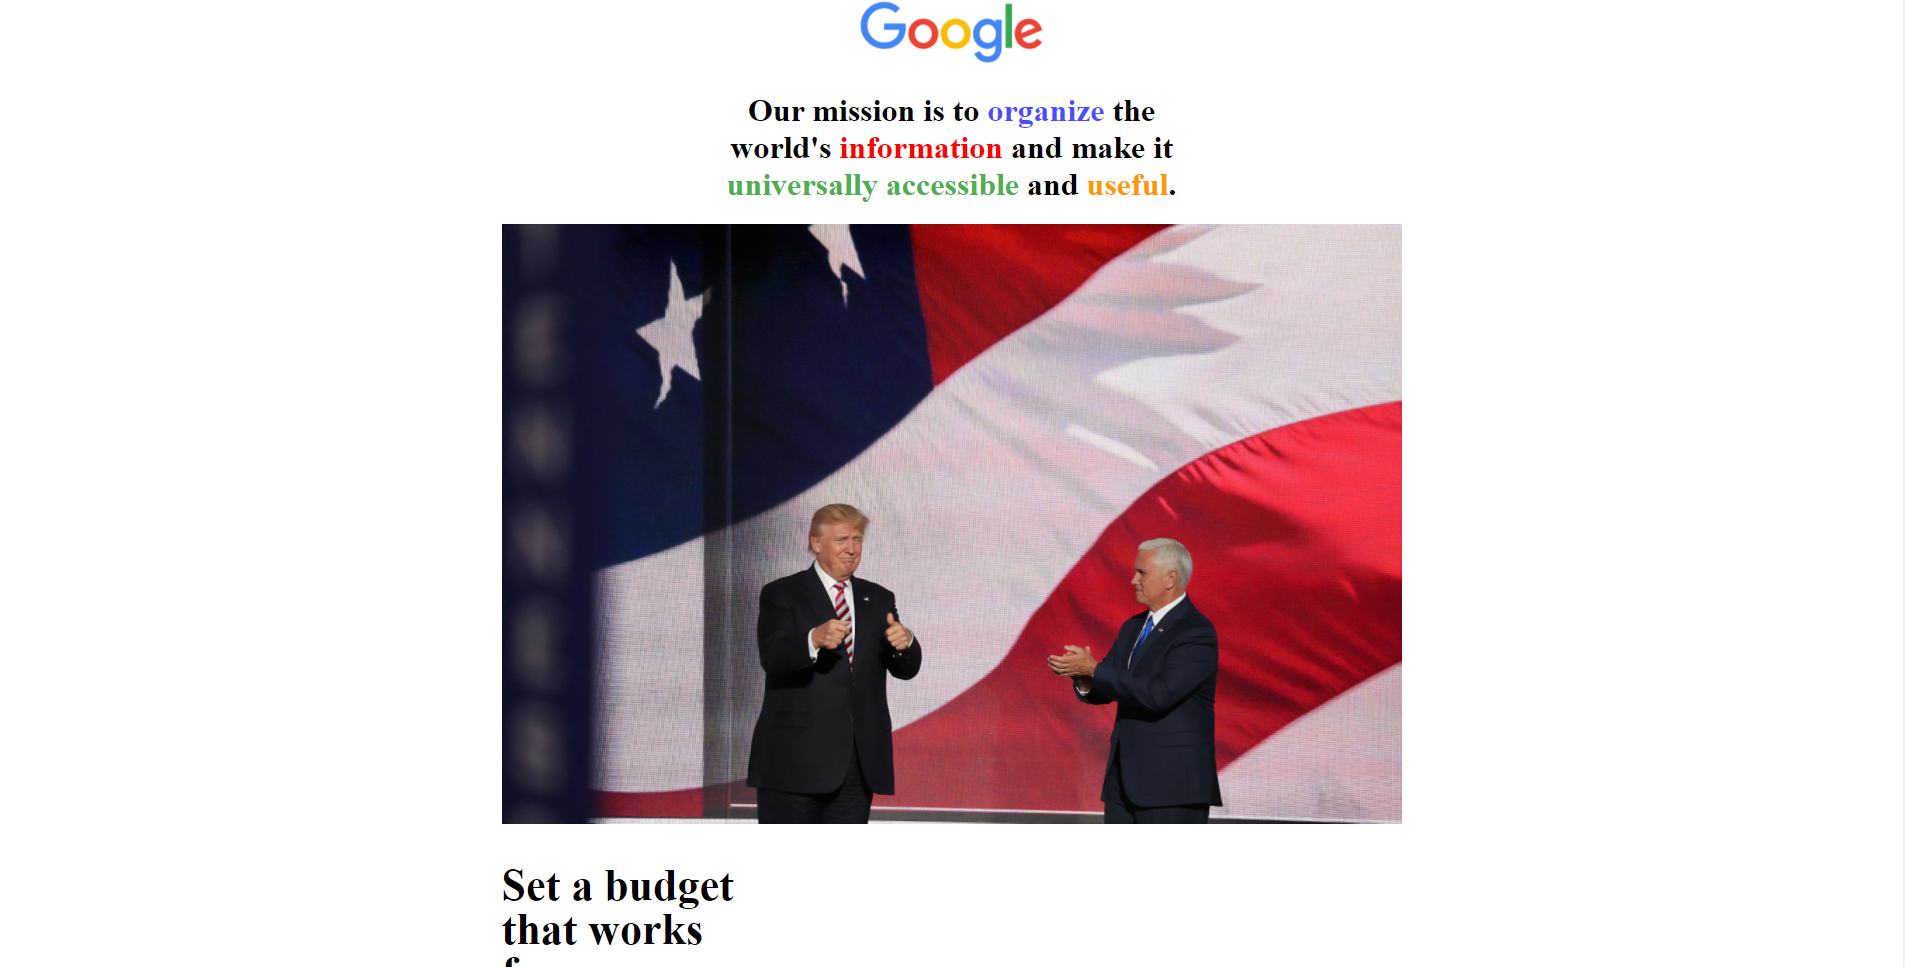 Google
Our mission is to organize the
world's information and make it
universally accessible and useful.
Set a budget
that works